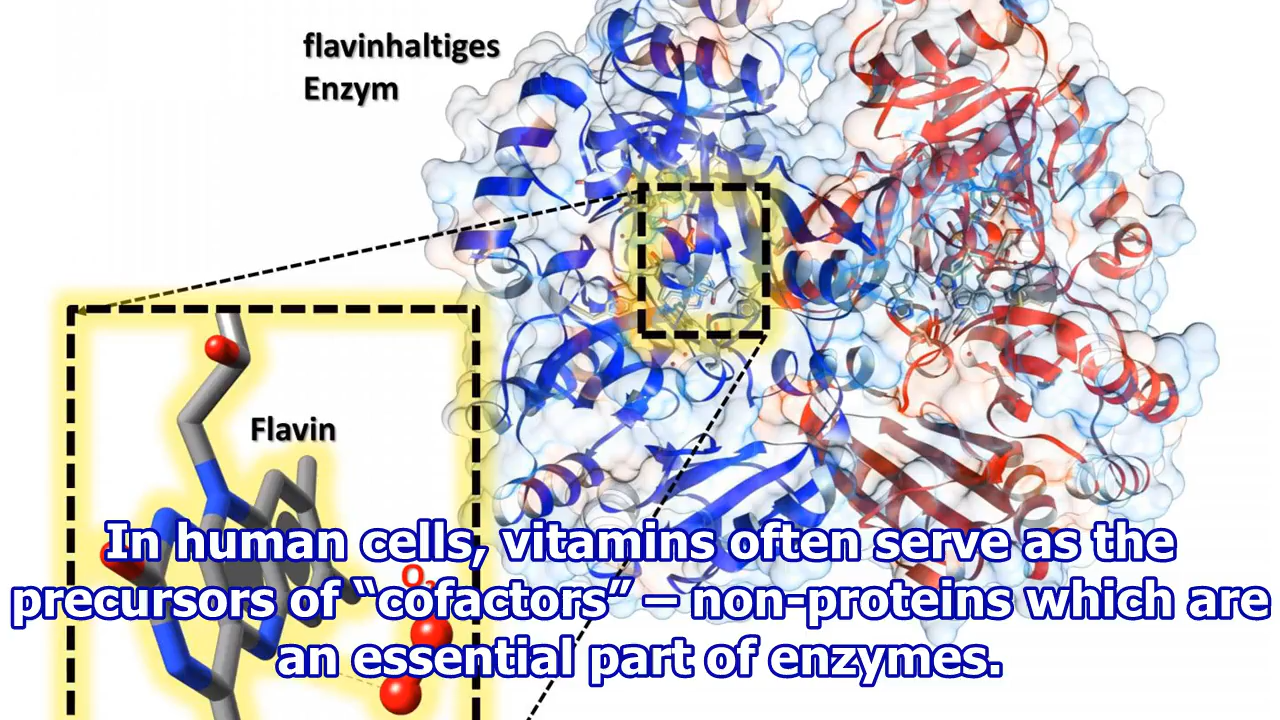 flavinhaltiges
Enzym
Flavin
O₂
In human cells, vitamins often serve as the
precursors of “cofactors” – non-proteins which are
an essential part of enzymes.